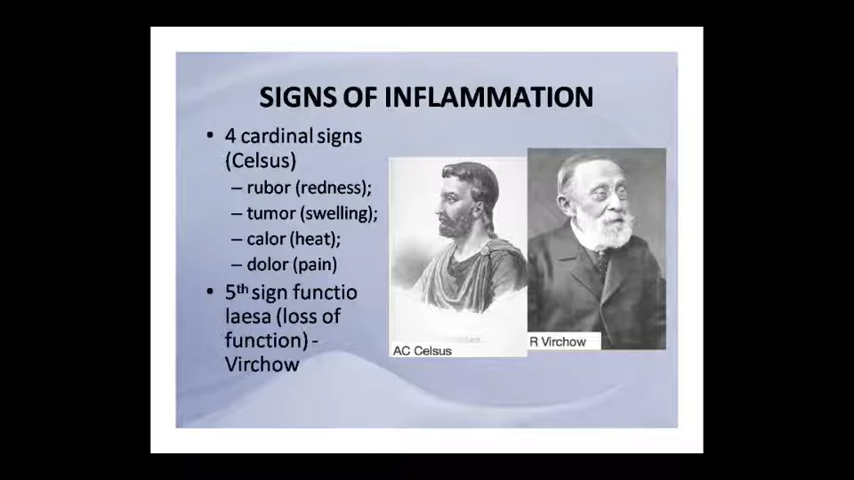 SIGNS OF INFLAMMATION
• 4 cardinal signs
(Celsus)
– rubor (redness);
– tumor (swelling);
– calor (heat);
– dolor (pain)
• 5th sign functio
laesa (loss of
function) -
Virchow
AC Celsus
R Virchow